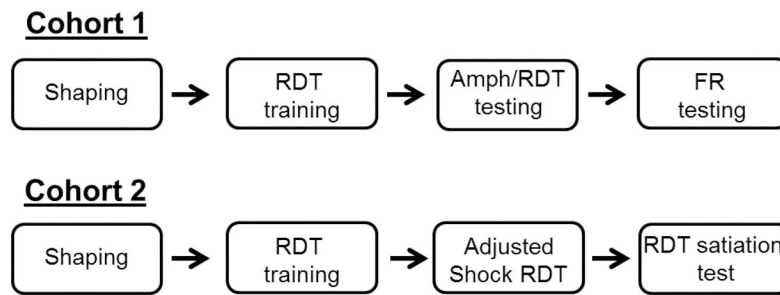 Cohort 1
Shaping
RDT
training
Amph/RDT
testing
FR
testing
Cohort 2
Shaping
RDT
training
Adjusted
Shock RDT
RDT satiation
test